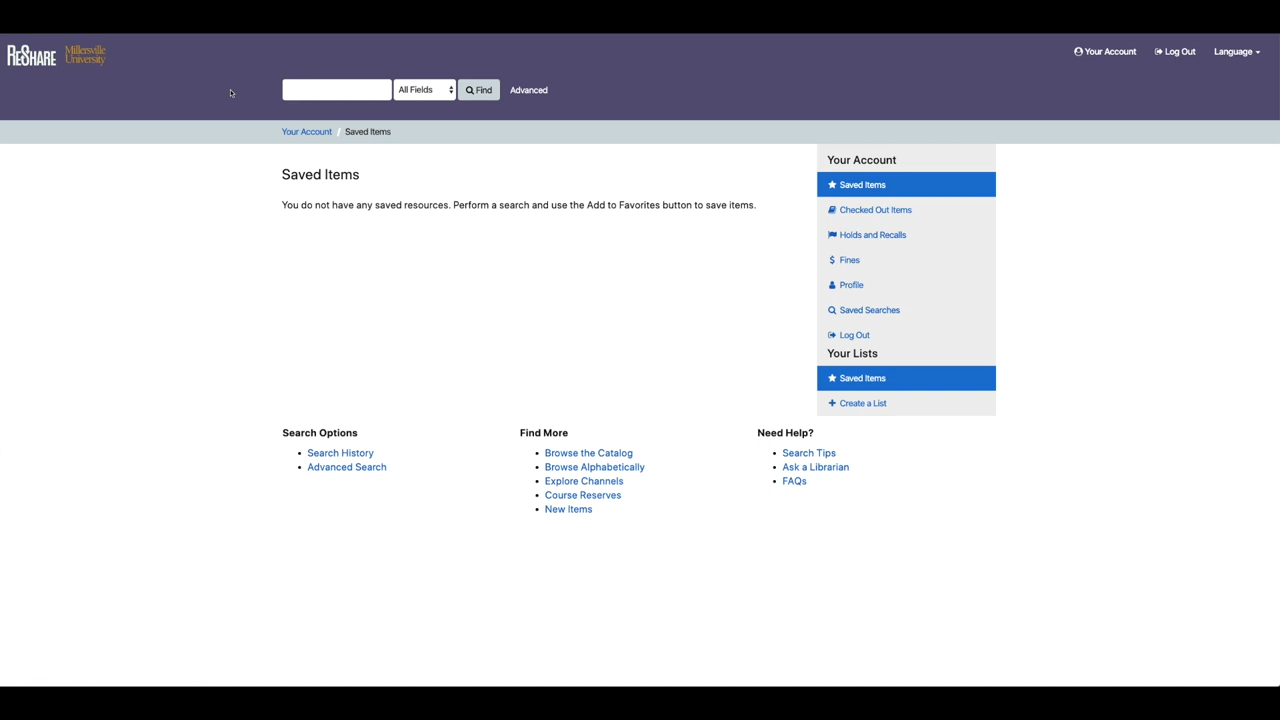 RESHARE Millersville University
Your Account Log Out Language
All Fields Find Advanced
Your Account / Saved Items
Saved Items
You do not have any saved resources. Perform a search and use the Add to Favorites button to save items.
Your Account
Saved Items
Checked Out Items
Holds and Recalls
$ Fines
Profile
Saved Searches
Log Out
Your Lists
Saved Items
+ Create a List
Search Options
• Search History
• Advanced Search
Find More
• Browse the Catalog
• Browse Alphabetically
• Explore Channels
• Course Reserves
• New Items
Need Help?
• Search Tips
• Ask a Librarian
• FAQs